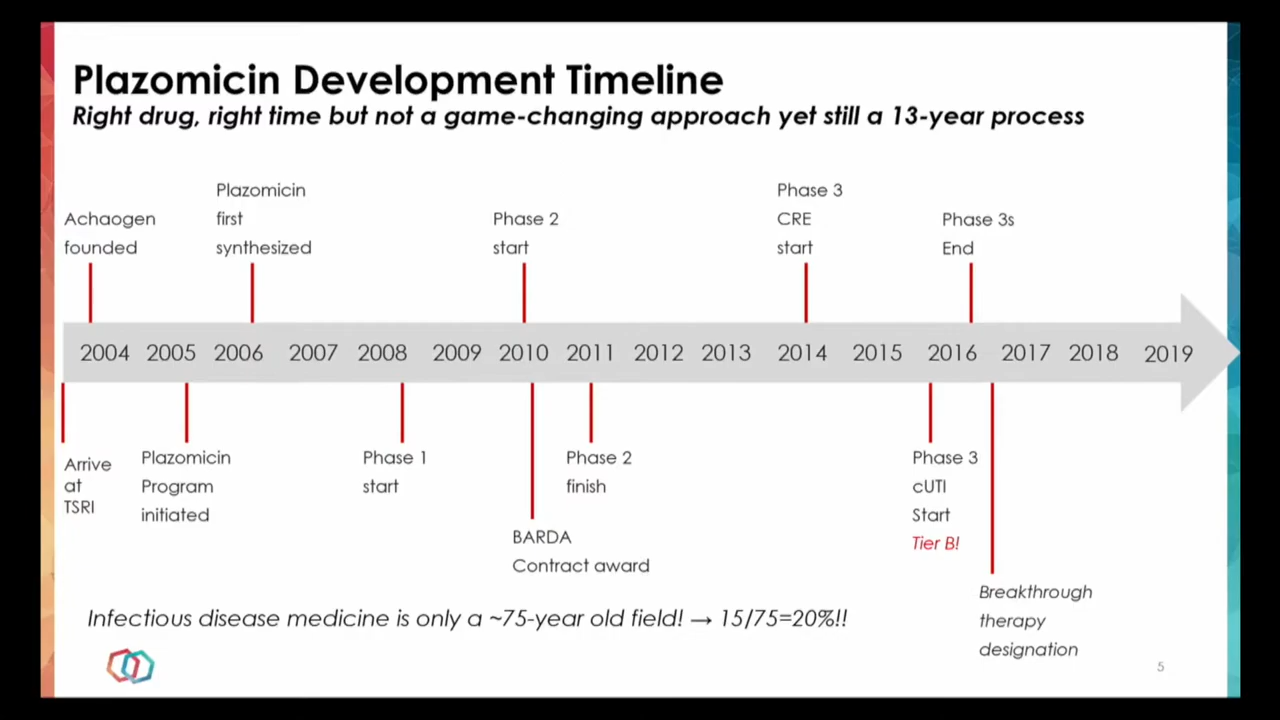 Plazomicin Development Timeline
Right drug, right time but not a game-changing approach yet still a 13-year process
Achaogen
founded
Plazomicin
first
synthesized
Phase 2
start
Phase 3
CRE
start
Phase 3s
End
2004 2005 2006 2007 2008 2009 2010 2011 2012 2013 2014 2015 2016 2017 2018 2019
Arrive
at
TSRI
Plazomicin
Program
initiated
Phase 1
start
BARDA
Contract award
Phase 2
finish
Phase 3
cUTI
Start
Tier B!
Breakthrough
therapy
designation
Infectious disease medicine is only a ~75-year old field! → 15/75=20%!!
5